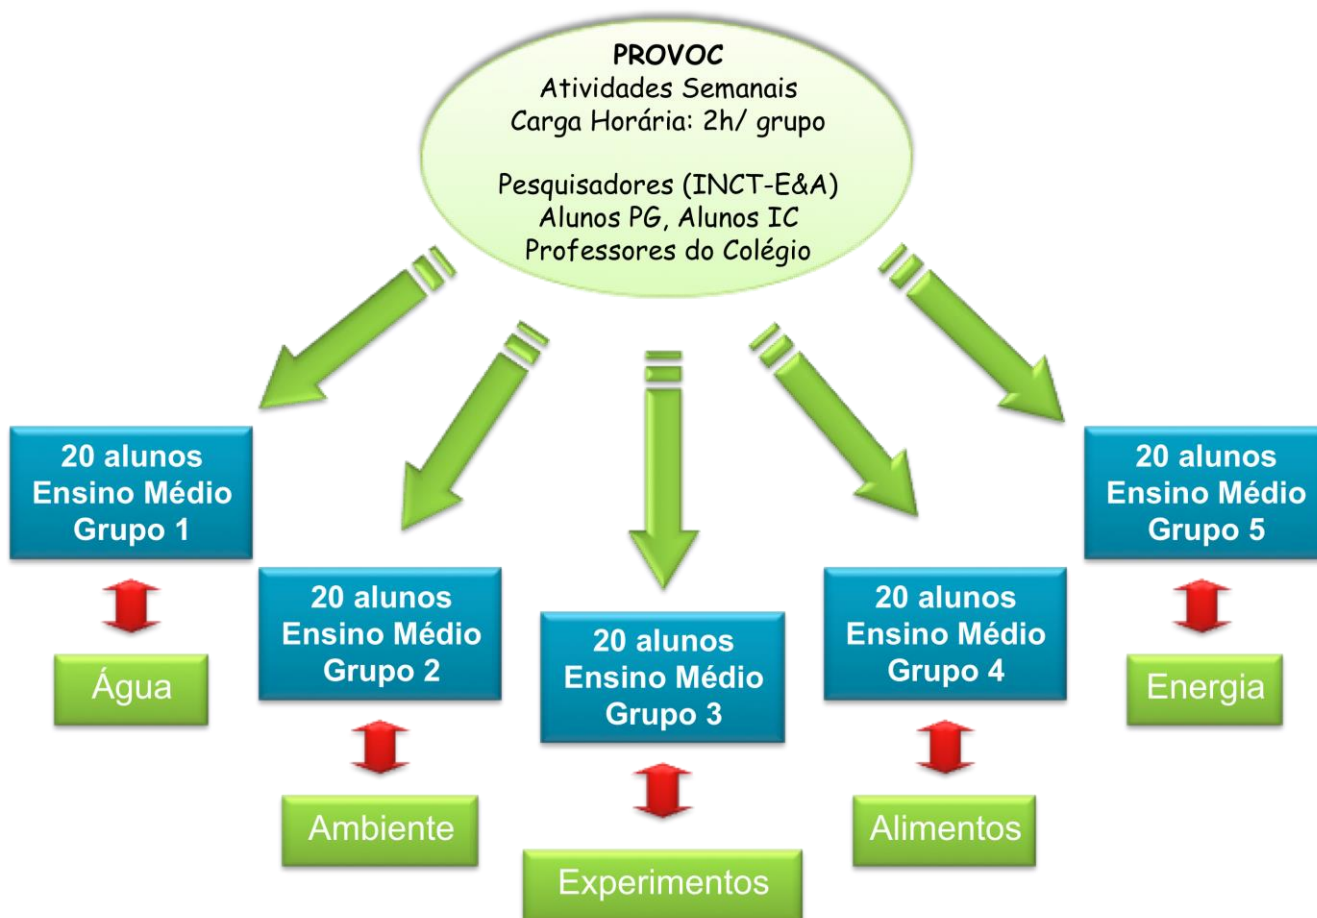 PROVOC
Atividades Semanais
Carga Horária: 2h/ grupo
Pesquisadores (INCT-E&A)
Alunos PG, Alunos IC
Professores do Colégio
20 alunos
Ensino Médio
Grupo 1
Água
20 alunos
Ensino Médio
Grupo 2
Ambiente
20 alunos
Ensino Médio
Grupo 3
Experimentos
20 alunos
Ensino Médio
Grupo 4
Alimentos
20 alunos
Ensino Médio
Grupo 5
Energia